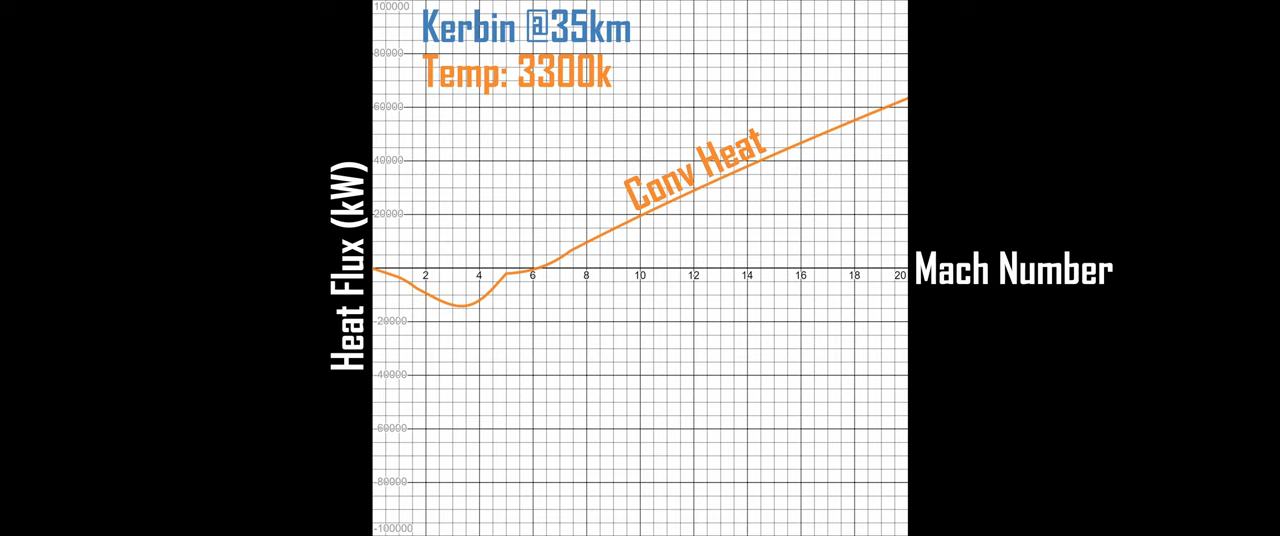 100000
Kerbin @35km
80000
Temp: 3300k
60000
Conv Heat
40000
20000
Heat Flux (kW)
2 4 6 8 10 12 14 16 18 20
Mach Number
-20000
-40000
-60000
-80000
-100000